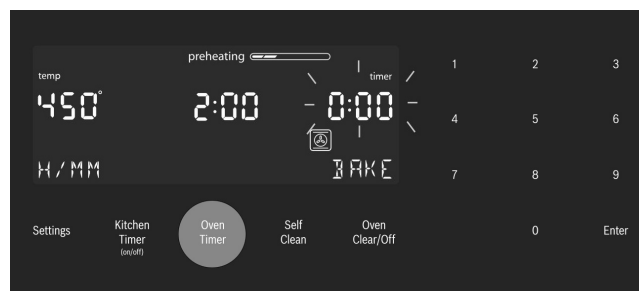 preheating
temp timer
450° 2:00 0:00
H/MM BAKE
1 2 3
4 5 6
7 8 9
0 Enter
Settings
Kitchen
Timer
(on/off)
Oven
Timer
Self
Clean
Oven
Clear/Off